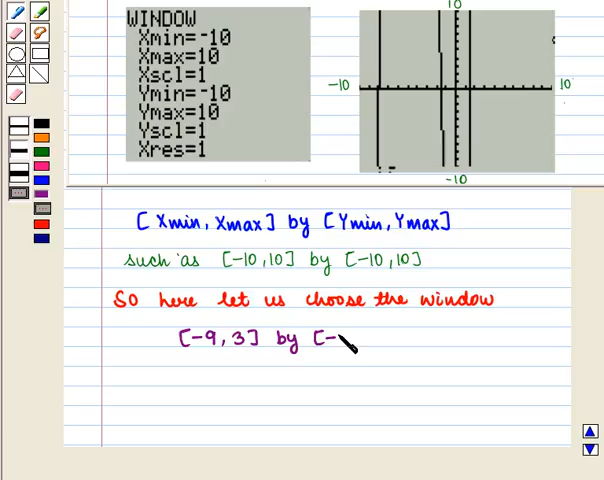 10
WINDOW
Xmin=-10
Xmax=10
Xscl=1
Ymin=-10
Ymax=10
Yscl=1
Xres=1
-10
10
-10
[Xmin, Xmax] by [Ymin, Ymax]
such as [-10, 10] by [-10, 10]
So here let us choose the window
[-9, 3] by [-